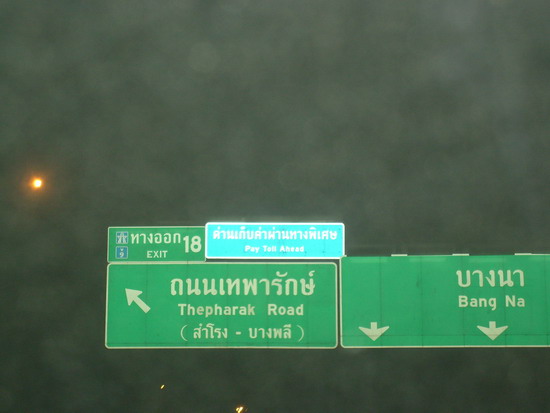 ทางออก 18
EXIT
9
ด่านเก็บค่าผ่านทางพิเศษ
Pay Toll Ahead
ถนนเทพารักษ์
Thepharak Road
( สำโรง - บางพลี )
บางนา
Bang Na